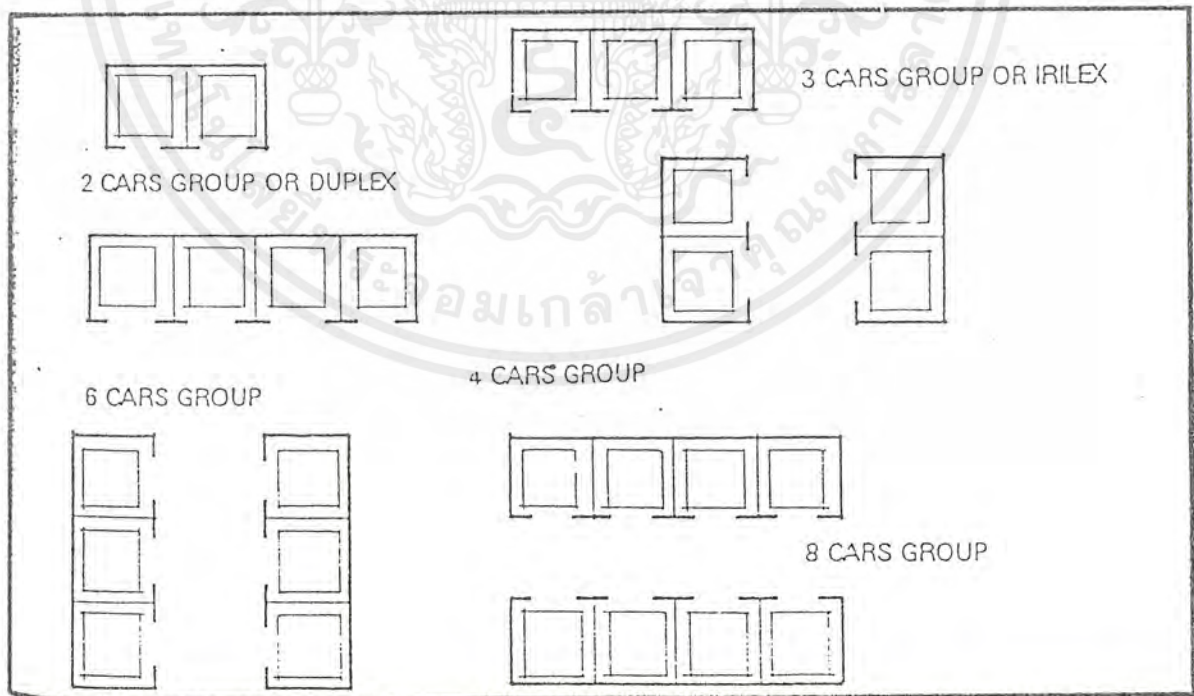 3 CARS GROUP OR IRILEX
2 CARS GROUP OR DUPLEX
4 CARS GROUP
6 CARS GROUP
8 CARS GROUP